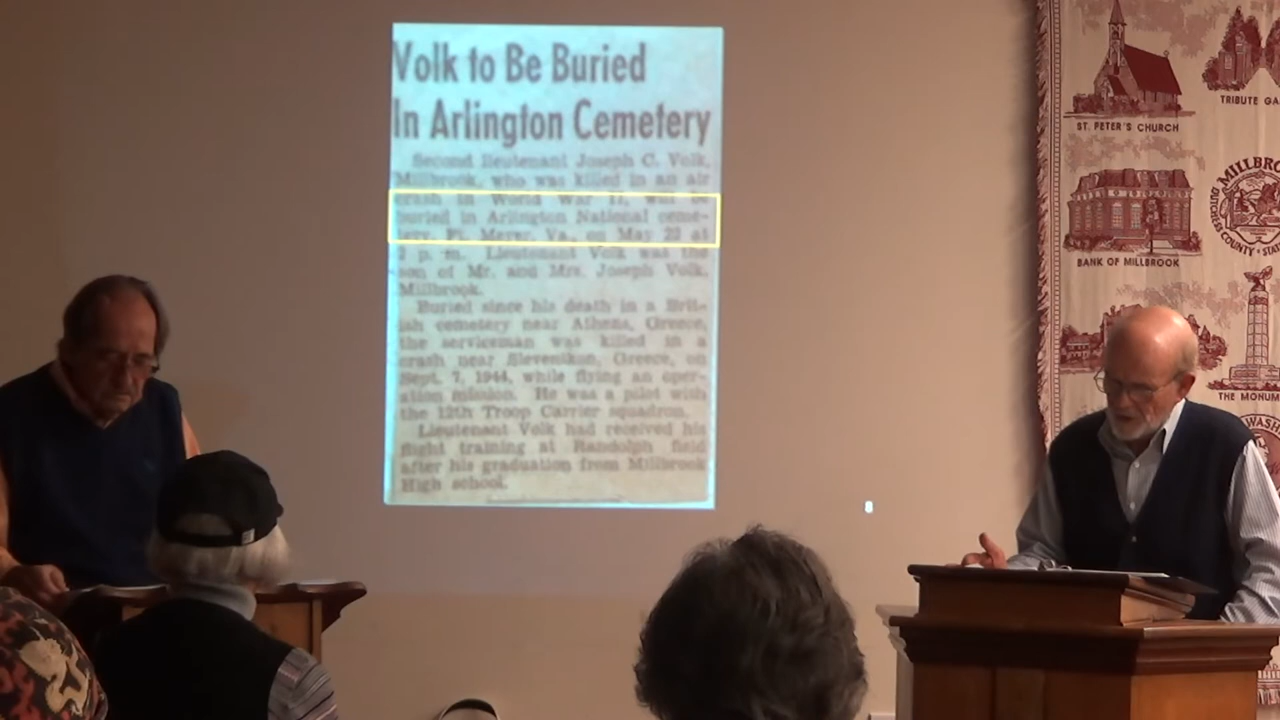 Volk to Be Buried
In Arlington Cemetery
Second lieutenant Joseph C. Volk,
Millbrook, who was killed in an air
crash in World War II, will be
buried in Arlington National ceme-
tery, Ft. Meyer, Va., on May 22 at
2 p. m. Lieutenant Volk was the
son of Mr. and Mrs. Joseph Volk,
Millbrook.
Buried since his death in a Brit-
ish cemetery near Athens, Greece,
the serviceman was killed in a
crash near Greece, on
Sept. 7, 1944, while flying an oper-
ation mission. He was a pilot with
the 12th Troop Carrier squadron.
Lieutenant Volk had received his
flight training at Randolph field
after his graduation from Millbrook
High school.
ST. PETER'S CHURCH
TRIBUTE GA
BANK OF MILLBROOK
MILLBRO
DUTCHESS COUNTY · STA
THE MONUM
WASH